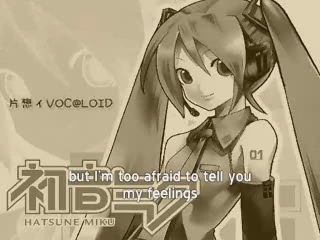 片想イVOC@LOID
01
but I'm too afraid to tell you
my feelings
初音ミク
HATSUNE MIKU